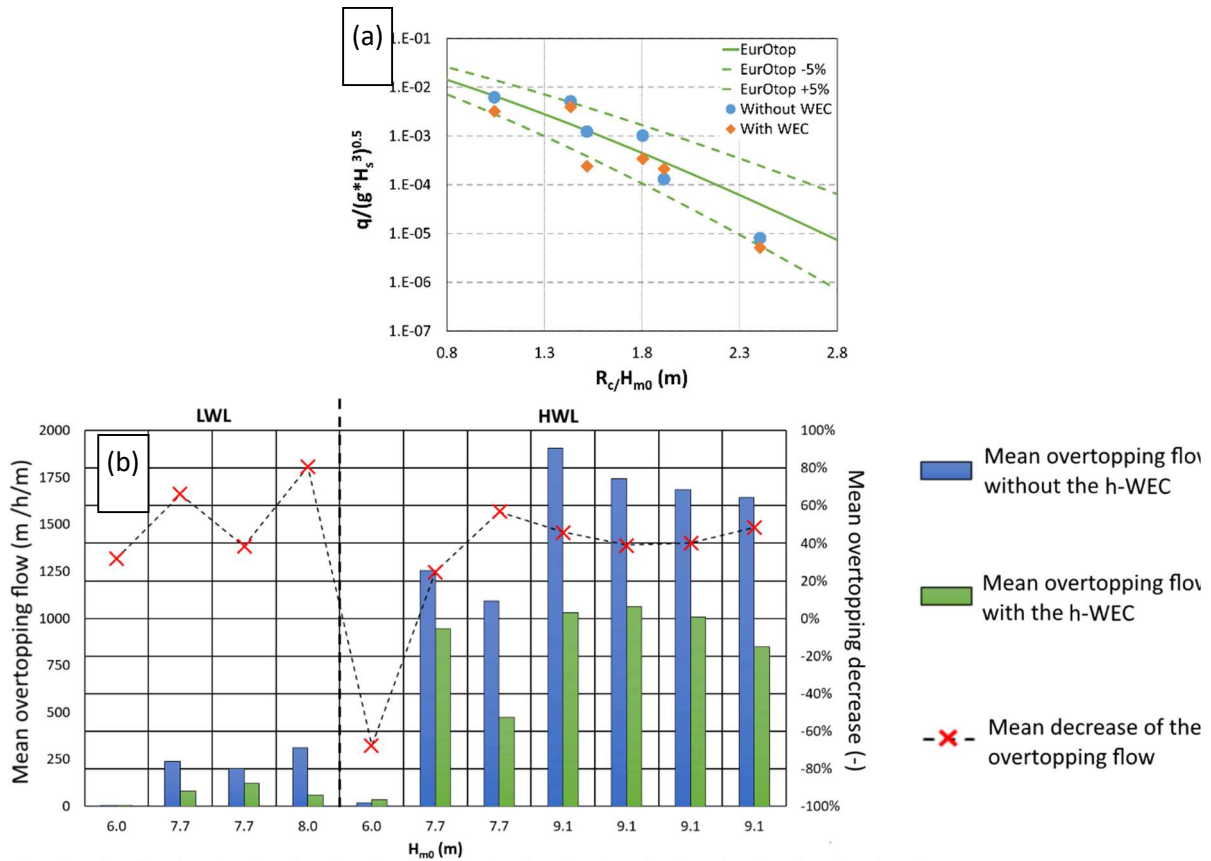 (a)
1.E-01
1.E-02
1.E-03
1.E-04
1.E-05
1.E-06
1.E-07
q/(g*Hs^3)^0.5
EurOtop
EurOtop -5%
EurOtop +5%
Without WEC
With WEC
0.8 1.3 1.8 2.3 2.8
Rc/Hm0 (m)
LWL HWL
(b)
Mean overtopping flow (m /h/m)
2000
1750
1500
1250
1000
750
500
250
0
100%
80%
60%
40%
20%
0%
-20%
-40%
-60%
-80%
-100%
Mean overtopping decrease (-)
6.0 7.7 7.7 8.0 6.0 7.7 7.7 9.1 9.1 9.1 9.1
Hm0 (m)
Mean overtopping flow
without the h-WEC
Mean overtopping flow
with the h-WEC
Mean decrease of the
overtopping flow